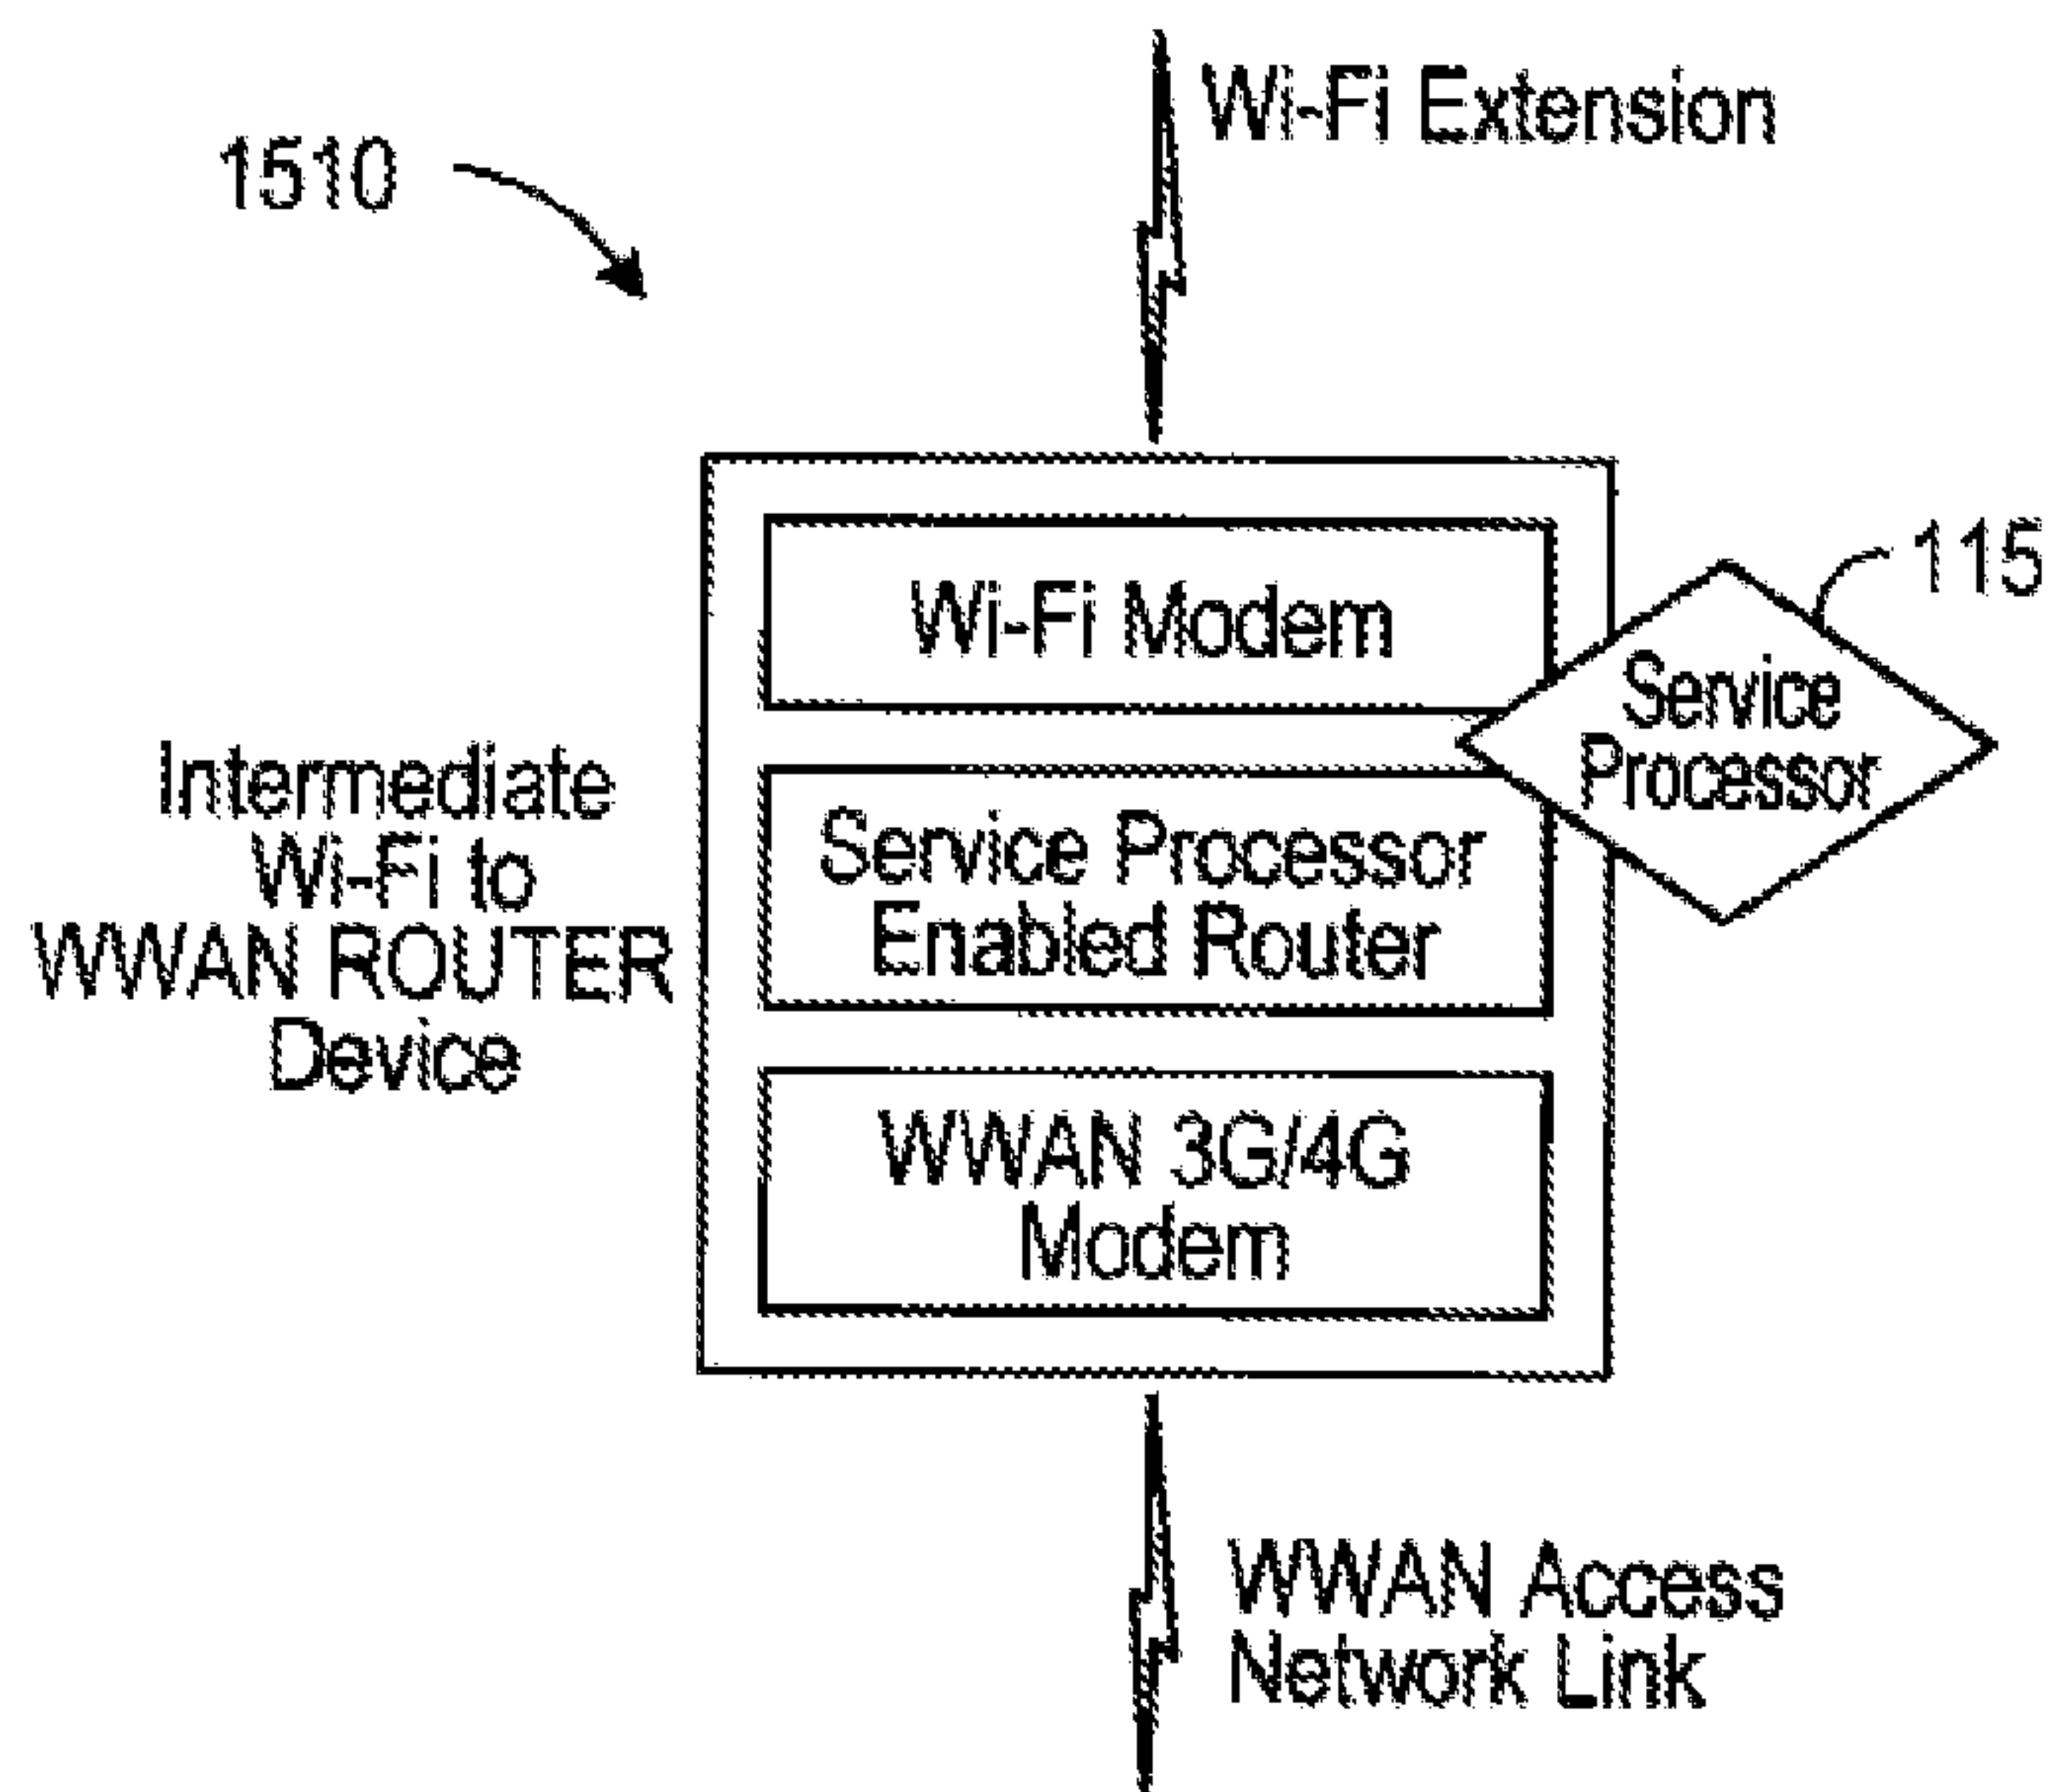 Wi-Fi Extension
1510
Wi-Fi Modem
115
Service
Processor
Intermediate
Wi-Fi to
WWAN ROUTER
Device
Service Processor
Enabled Router
WWAN 3G/4G
Modem
WWAN Access
Network Link